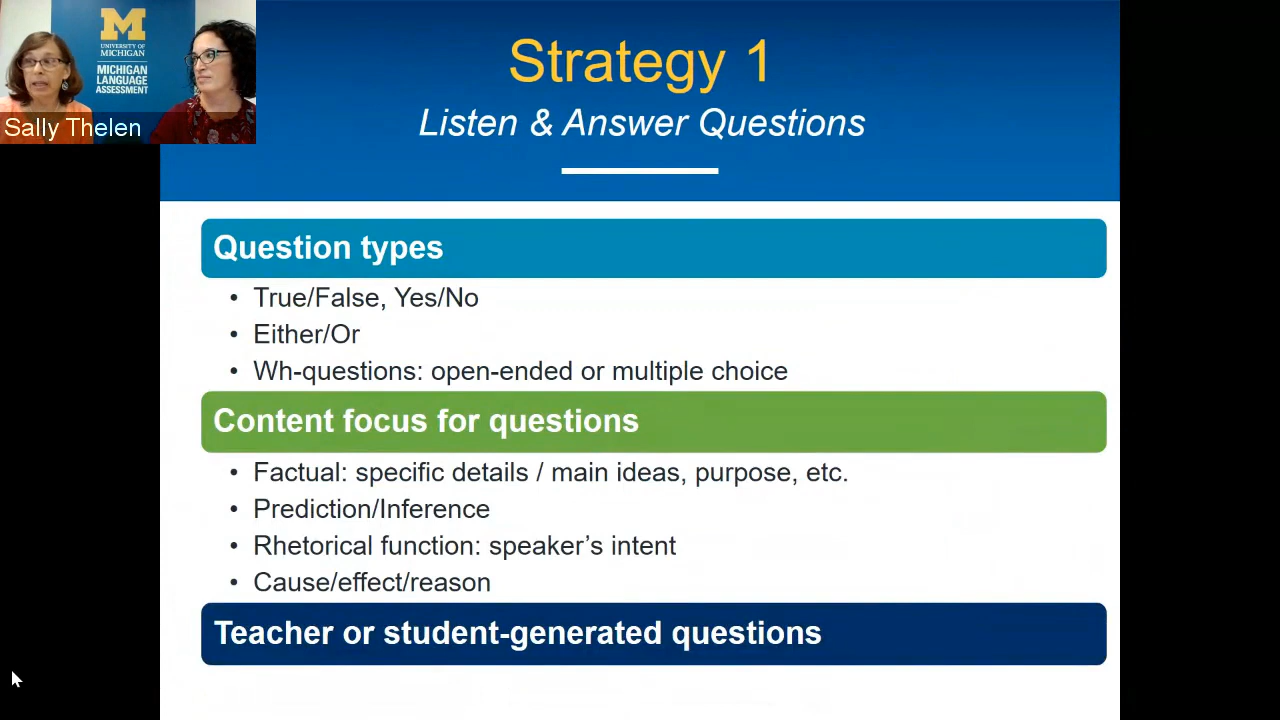 M
UNIVERSITY OF
MICHIGAN
MICHIGAN
LANGUAGE
ASSESSMENT
Sally Thelen
Strategy 1
Listen & Answer Questions
Question types
• True/False, Yes/No
• Either/Or
• Wh-questions: open-ended or multiple choice
Content focus for questions
• Factual: specific details / main ideas, purpose, etc.
• Prediction/Inference
• Rhetorical function: speaker's intent
• Cause/effect/reason
Teacher or student-generated questions